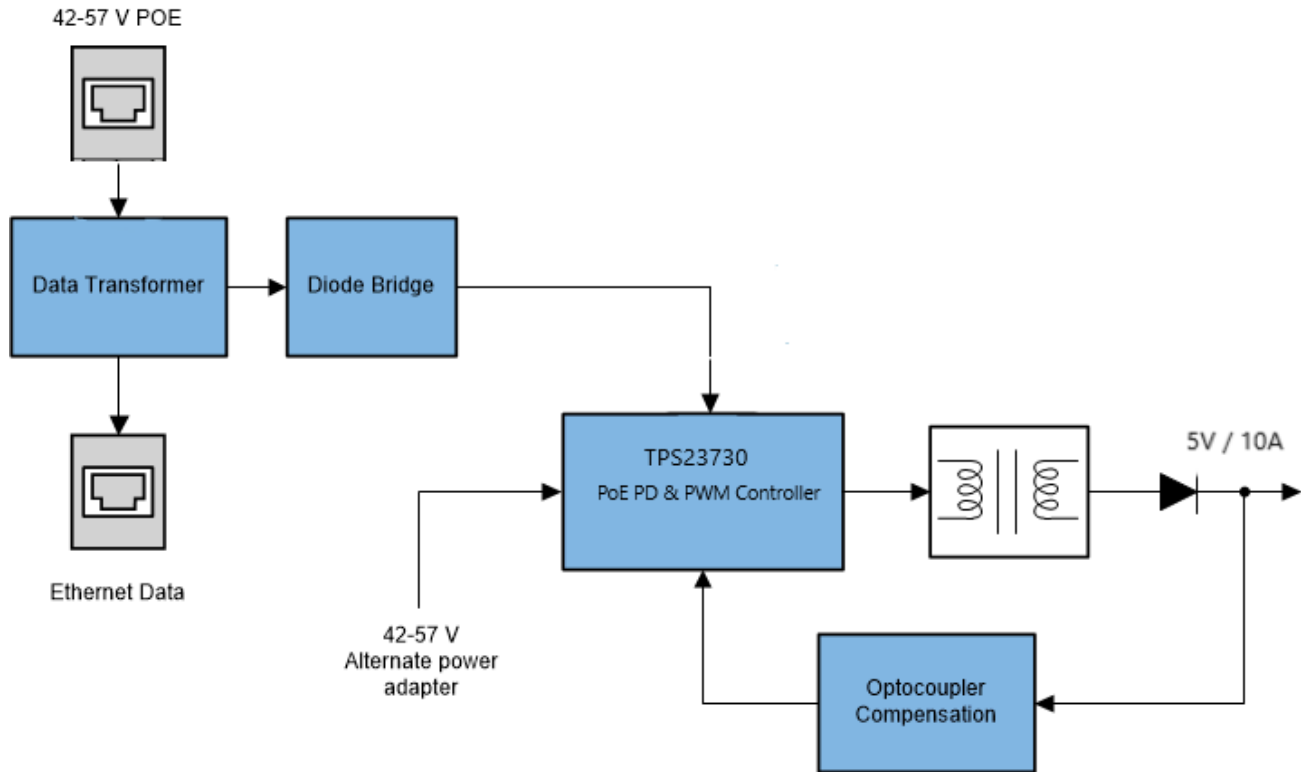 42-57 V POE
Data Transformer
Diode Bridge
TPS23730
PoE PD & PWM Controller
5V / 10A
Ethernet Data
42-57 V
Alternate power
adapter
Optocoupler
Compensation